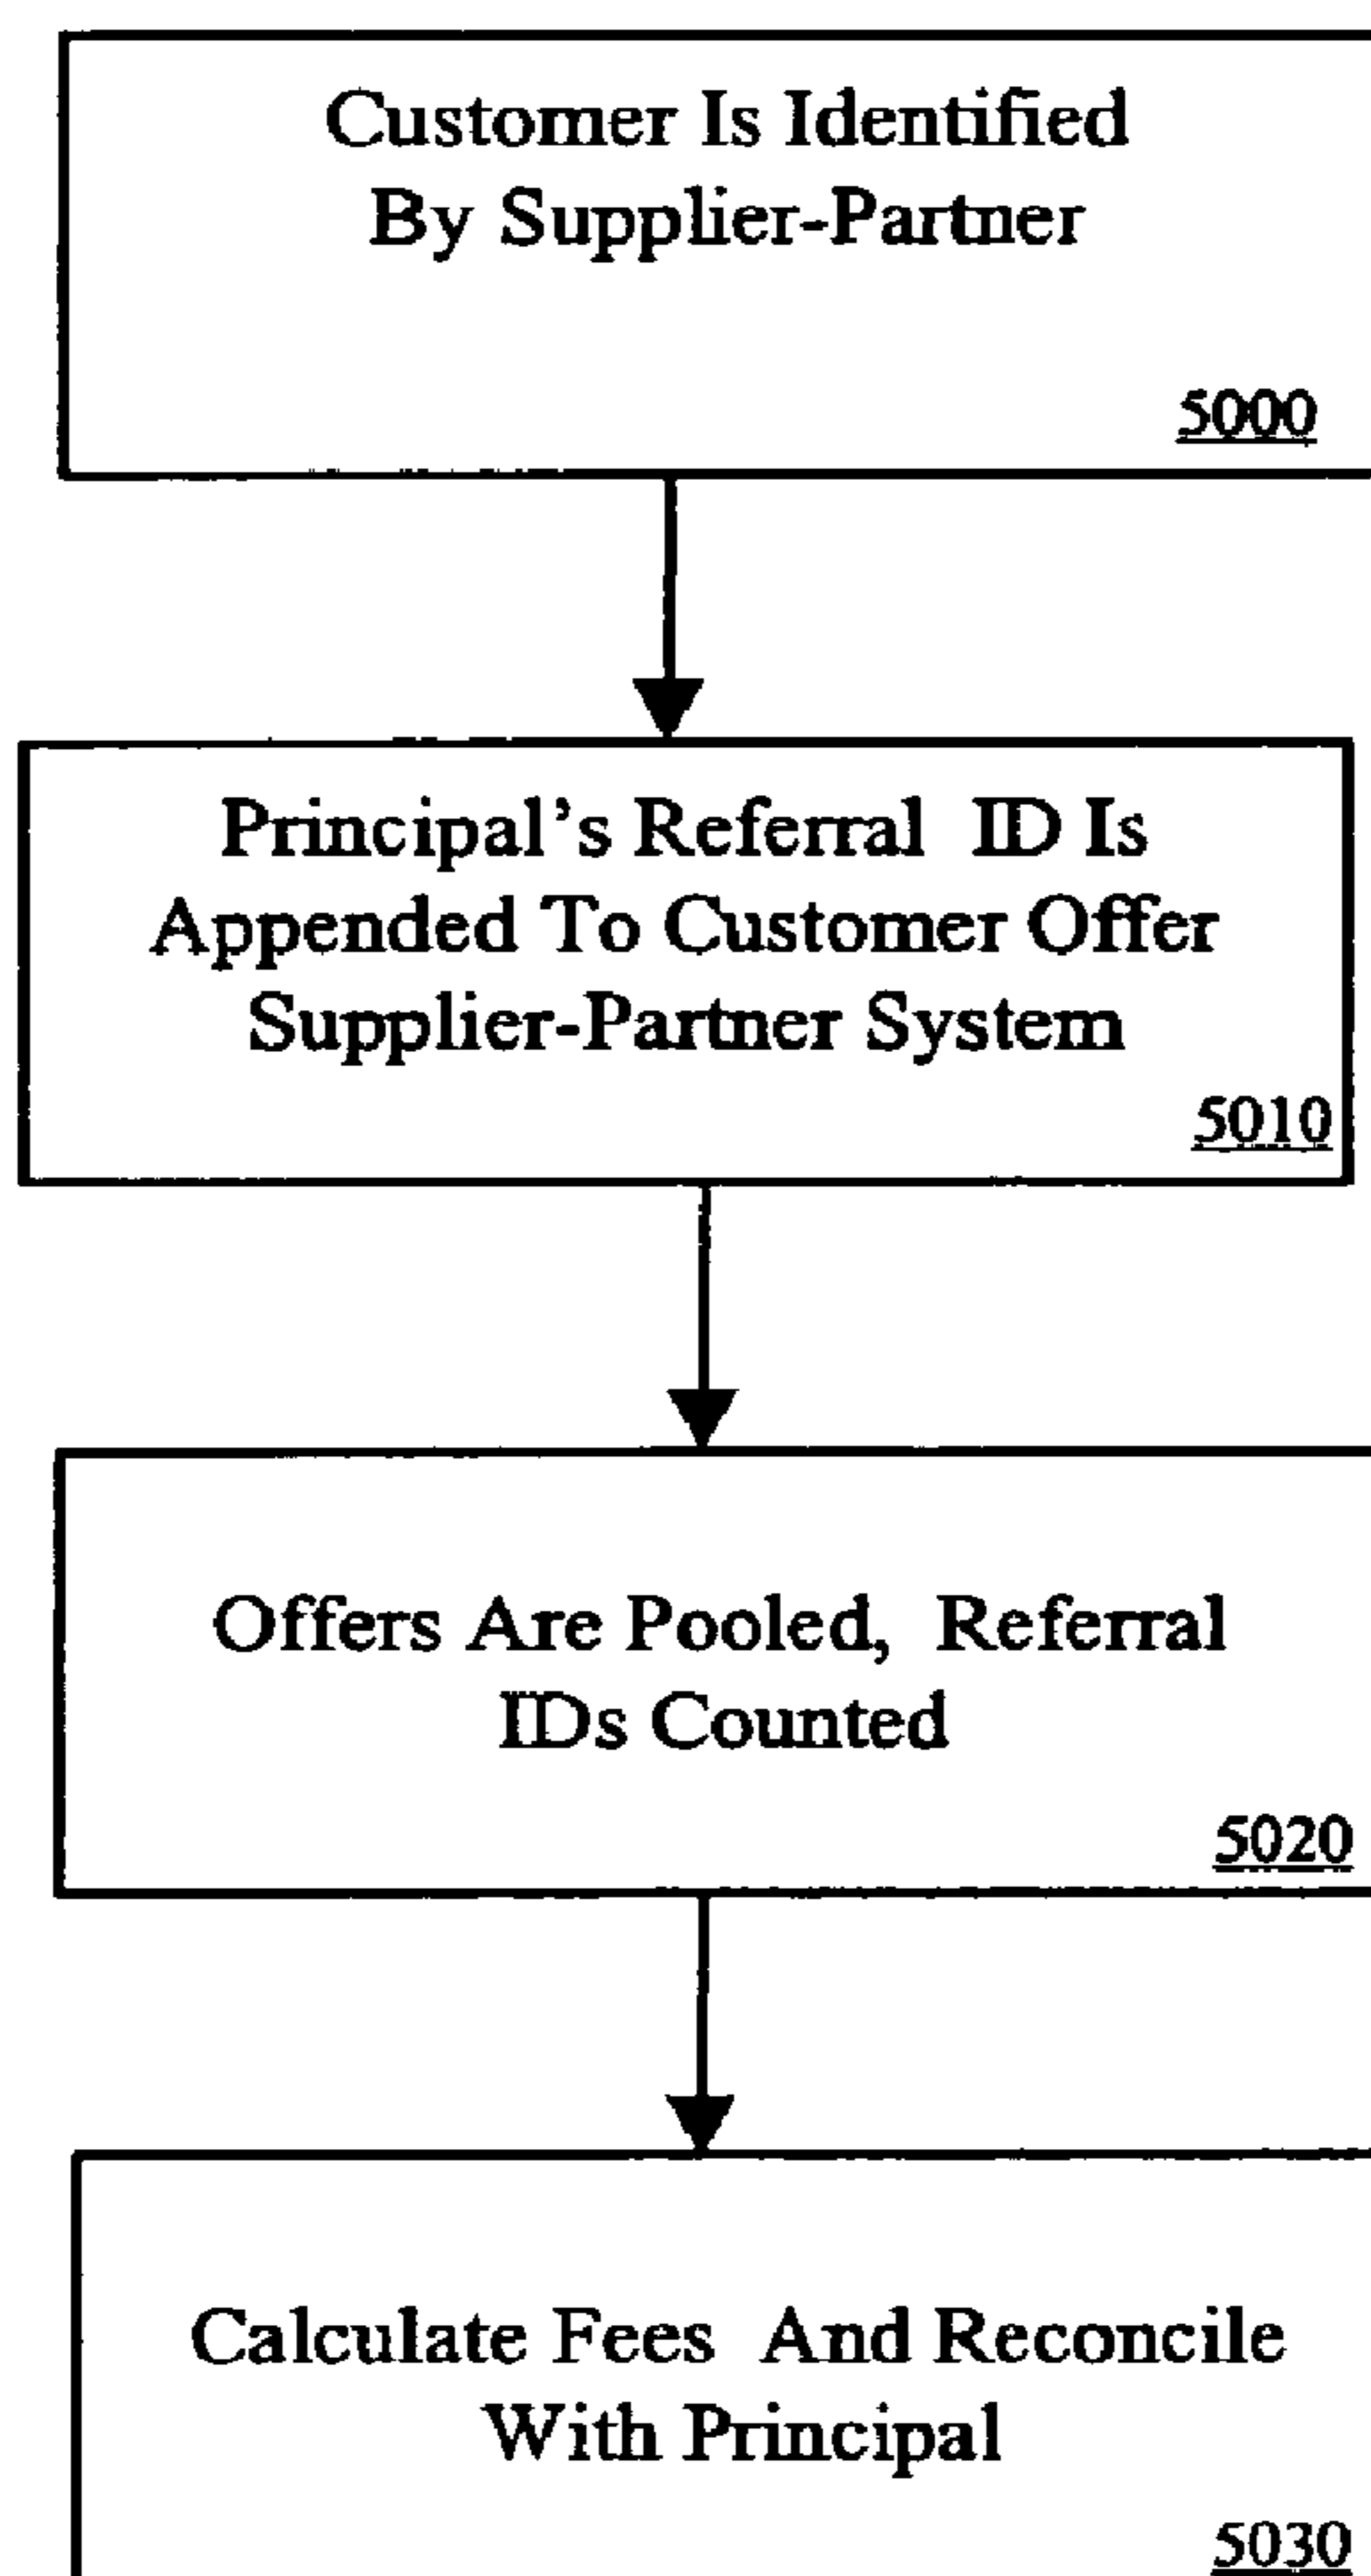 Customer Is Identified
By Supplier-Partner
5000
Principal's Referral ID Is
Appended To Customer Offer
Supplier-Partner System
5010
Offers Are Pooled, Referral
IDs Counted
5020
Calculate Fees And Reconcile
With Principal
5030